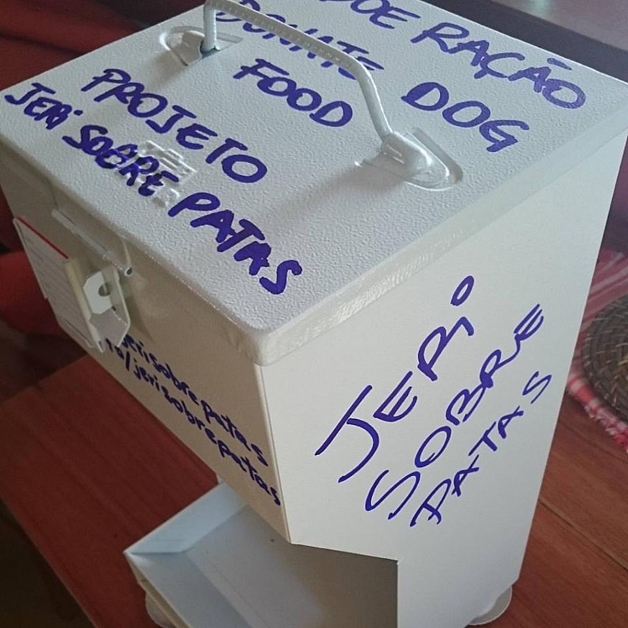 DOE RAÇÃO
DONATE DOG
FOOD
PROJETO
JERI SOBRE PATAS
jerisobrepatas
/jerisobrepatas
JERI
SOBRE
PATAS